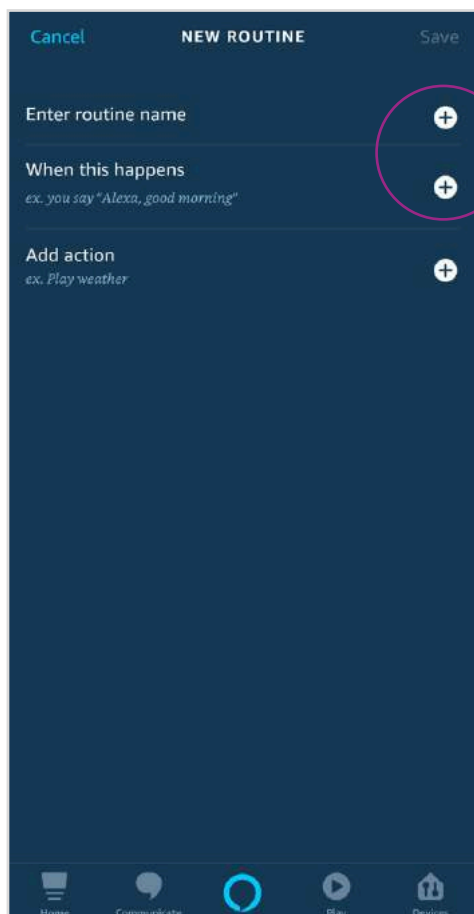 Cancel NEW ROUTINE Save
Enter routine name
When this happens
ex. you say "Alexa, good morning"
Add action
ex. Play weather
Home Communicate Play Devices